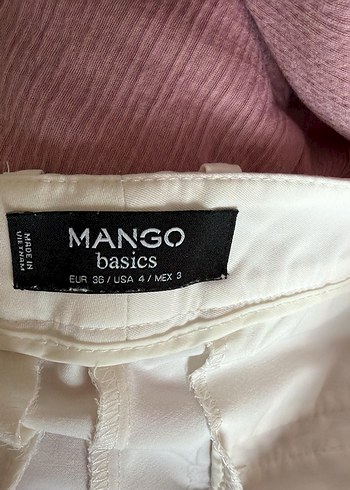 MANGO
basics
EUR 36 / USA 4 / MEX 3
MADE IN
VIETNAM